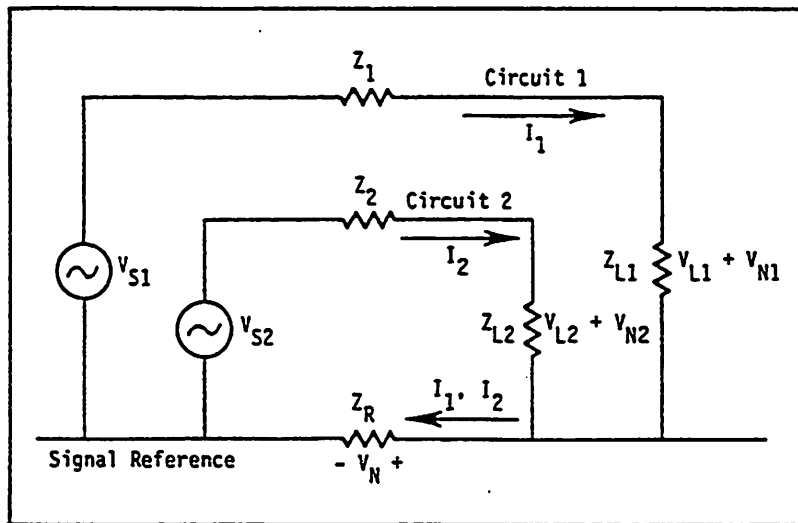 Z1
Circuit 1
I1
Z2
Circuit 2
I2
VS1
VS2
ZL1
VL1 + VN1
ZL2
VL2 + VN2
I1, I2
ZR
Signal Reference
- VN +